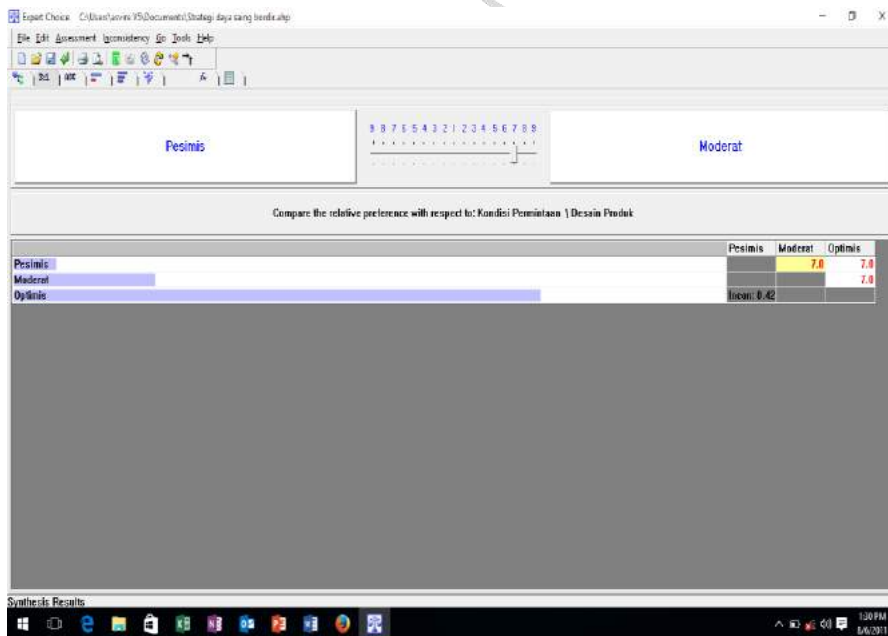 Expert Choice C:\Users\asvira V5\Documents\Strategi daya saing bordir.ahp
File Edit Assessment Inconsistency Go Tools Help
Pesimis
9 8 7 6 5 4 3 2 1 2 3 4 5 6 7 8 9
Moderat
Compare the relative preference with respect to: Kondisi Permintaan \ Desain Produk
Pesimis Moderat Optimis
Pesimis 7.0 7.0
Moderat 7.0
Optimis Incon: 0.42
Synthesis Results
1:30 PM